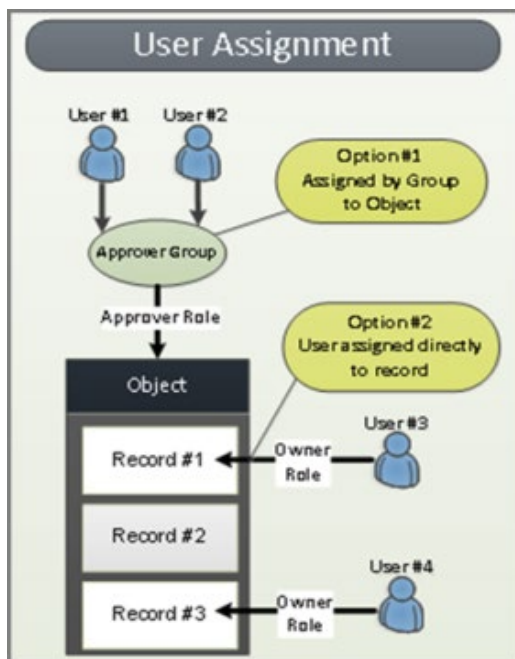 User Assignment
User #1
User #2
Option #1
Assigned by Group
to Object
Approver Group
Approver Role
Option #2
User assigned directly
to record
Object
User #3
Record #1
Owner
Role
Record #2
User #4
Record #3
Owner
Role